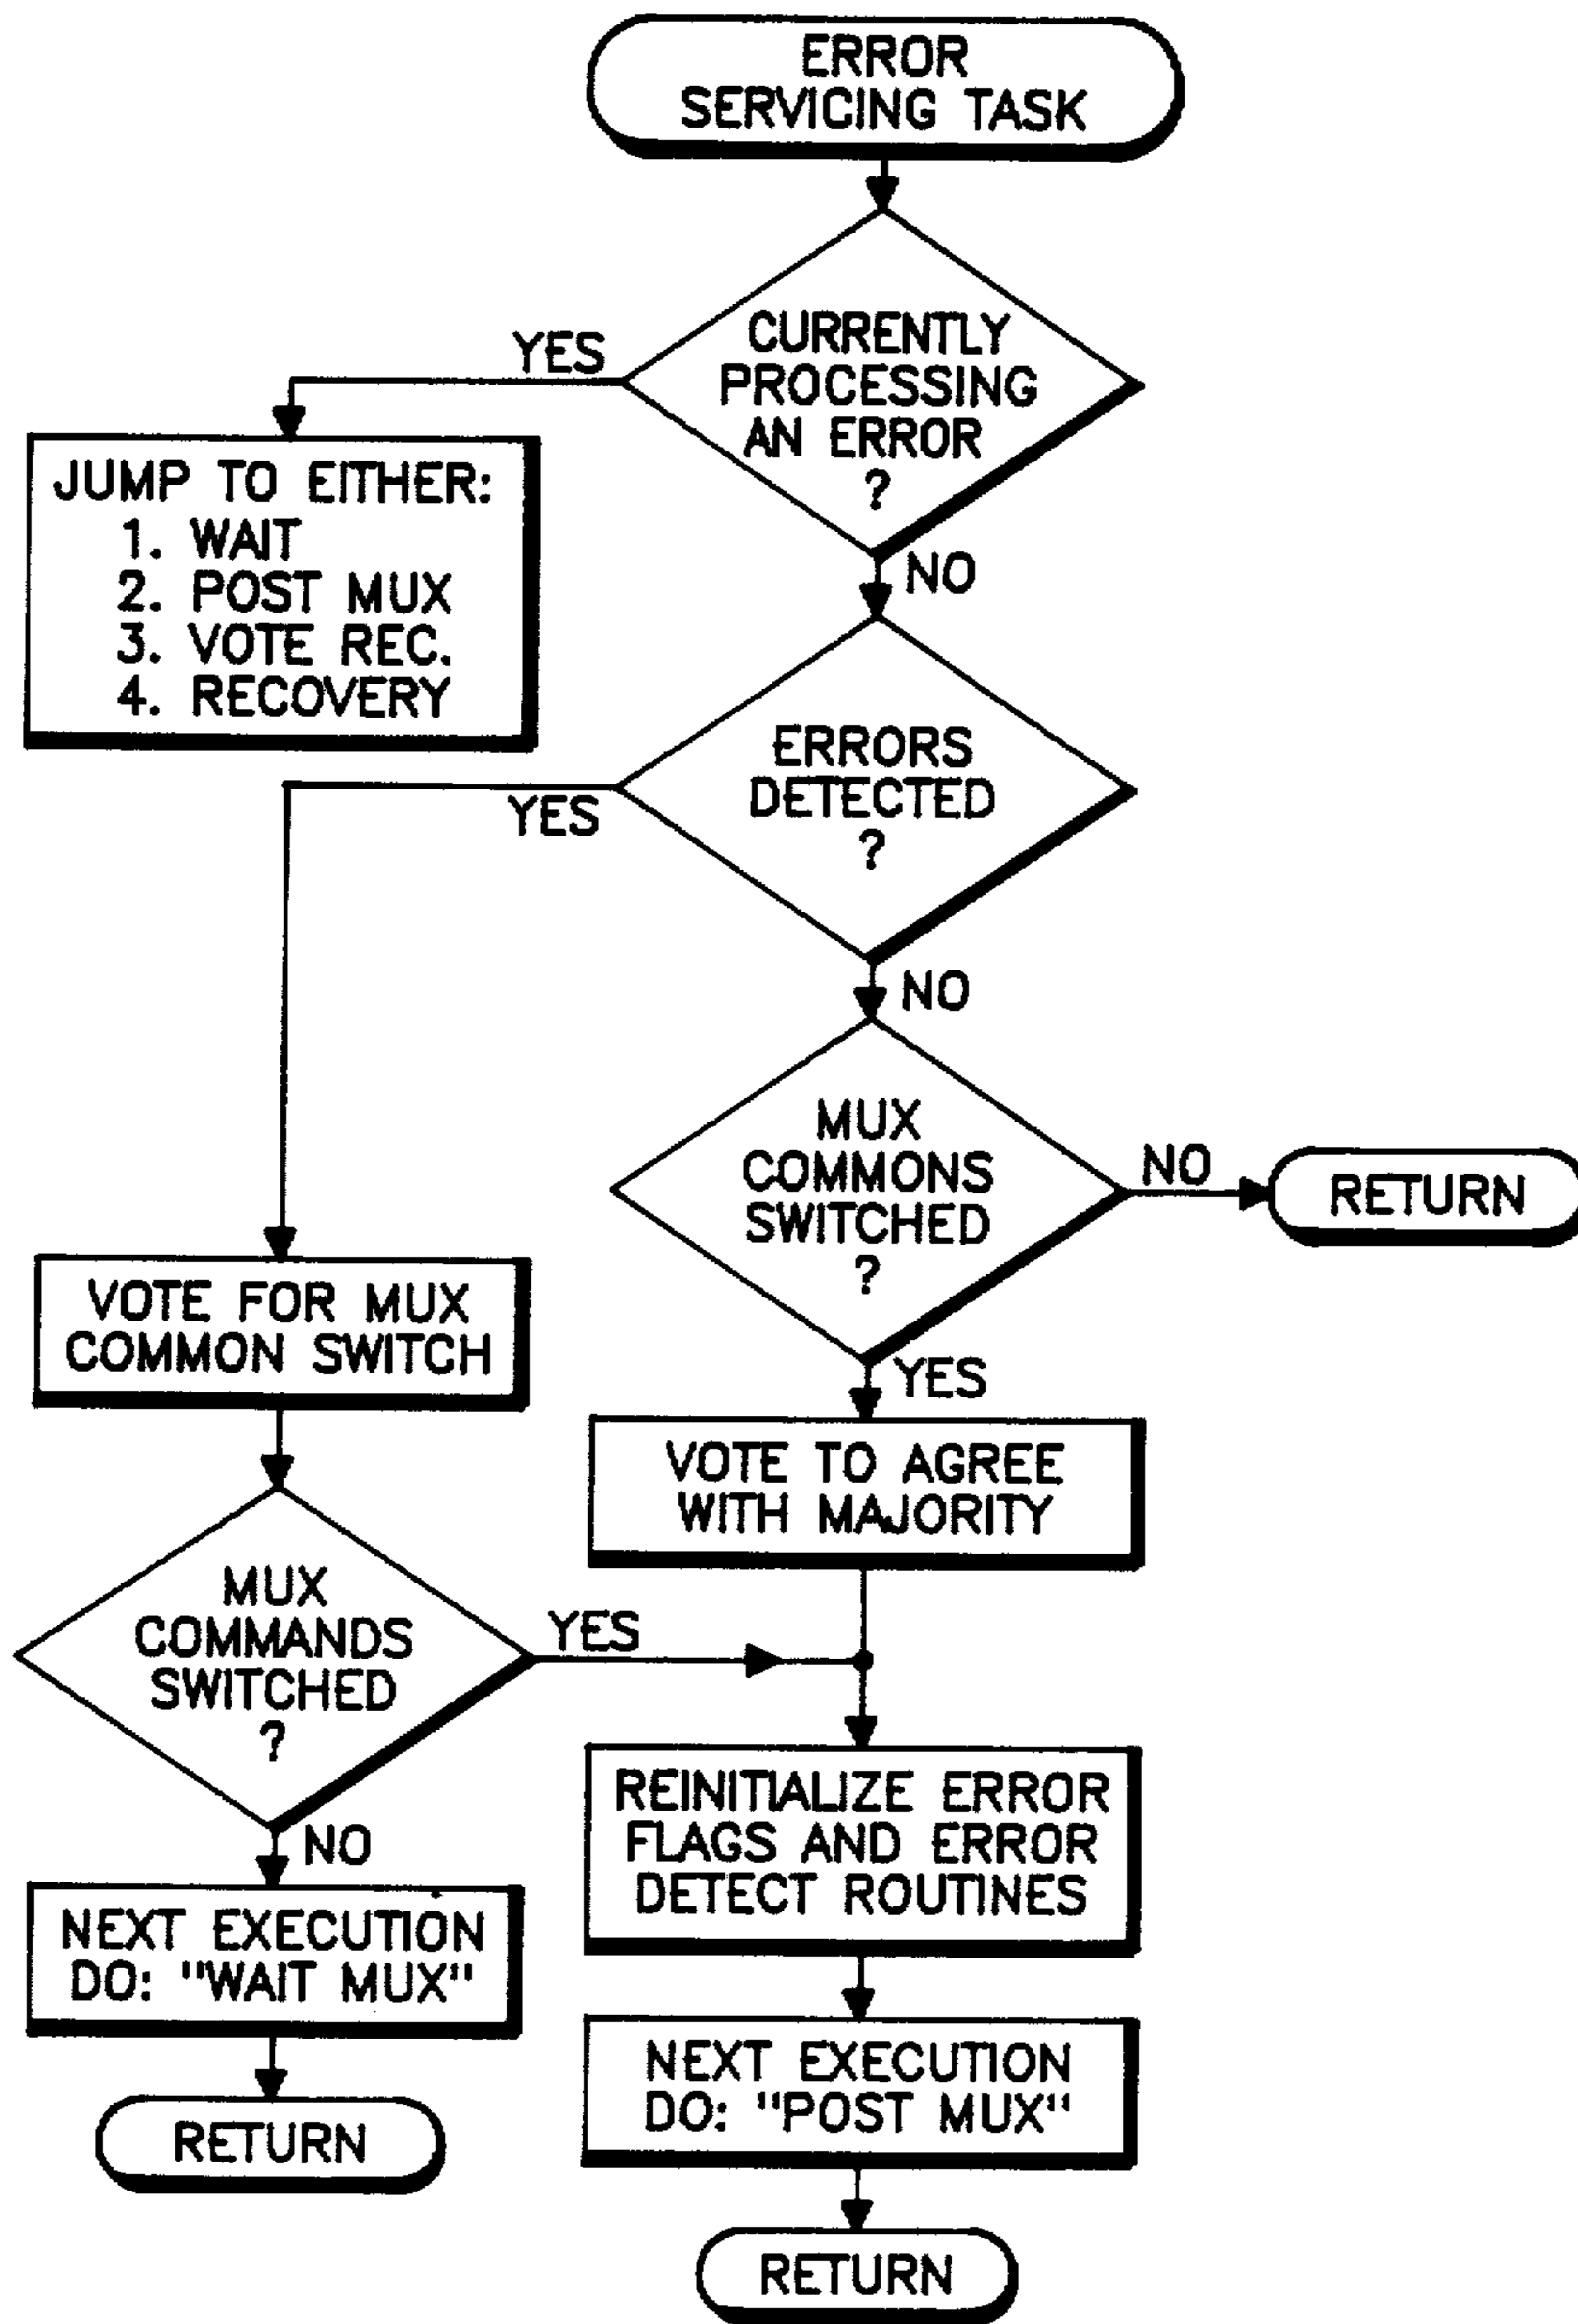 ERROR
SERVICING TASK
CURRENTLY
PROCESSING
AN ERROR
?
YES
NO
JUMP TO EITHER:
1. WAIT
2. POST MUX
3. VOTE REC.
4. RECOVERY
ERRORS
DETECTED
?
YES
NO
MUX
COMMONS
SWITCHED
?
NO
RETURN
YES
VOTE FOR MUX
COMMON SWITCH
VOTE TO AGREE
WITH MAJORITY
MUX
COMMANDS
SWITCHED
?
YES
NO
REINITIALIZE ERROR
FLAGS AND ERROR
DETECT ROUTINES
NEXT EXECUTION
DO: "WAIT MUX"
RETURN
NEXT EXECUTION
DO: "POST MUX"
RETURN